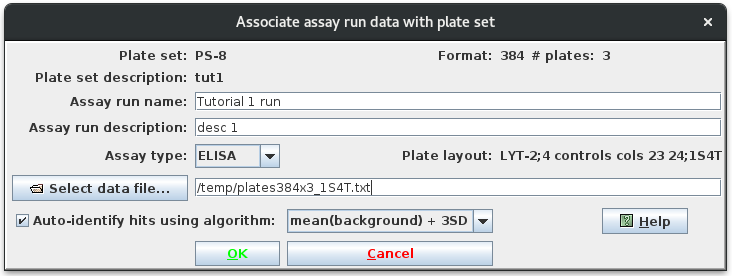 Associate assay run data with plate set
Plate set: PS-8 Format: 384 # plates: 3
Plate set description: tut1
Assay run name: Tutorial 1 run
Assay run description: desc 1
Assay type: ELISA Plate layout: LYT-2;4 controls cols 23 24;1S4T
Select data file... /temp/plates384x3_1S4T.txt
Auto-identify hits using algorithm: mean(background) + 3SD Help
OK Cancel